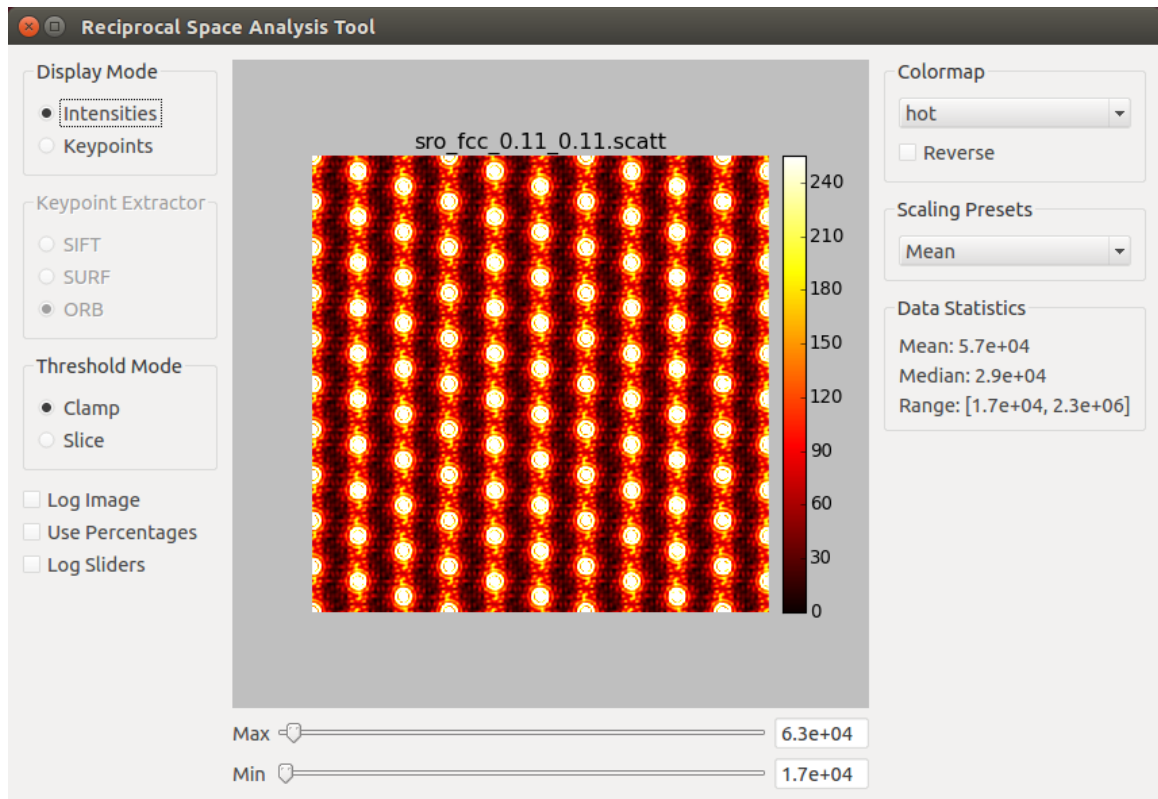 Reciprocal Space Analysis Tool
Display Mode
Intensities
Keypoints
Keypoint Extractor
SIFT
SURF
ORB
Threshold Mode
Clamp
Slice
Log Image
Use Percentages
Log Sliders
sro_fcc_0.11_0.11.scatt
240
210
180
150
120
90
60
30
0
Max
6.3e+04
Min
1.7e+04
Colormap
hot
Reverse
Scaling Presets
Mean
Data Statistics
Mean: 5.7e+04
Median: 2.9e+04
Range: [1.7e+04, 2.3e+06]